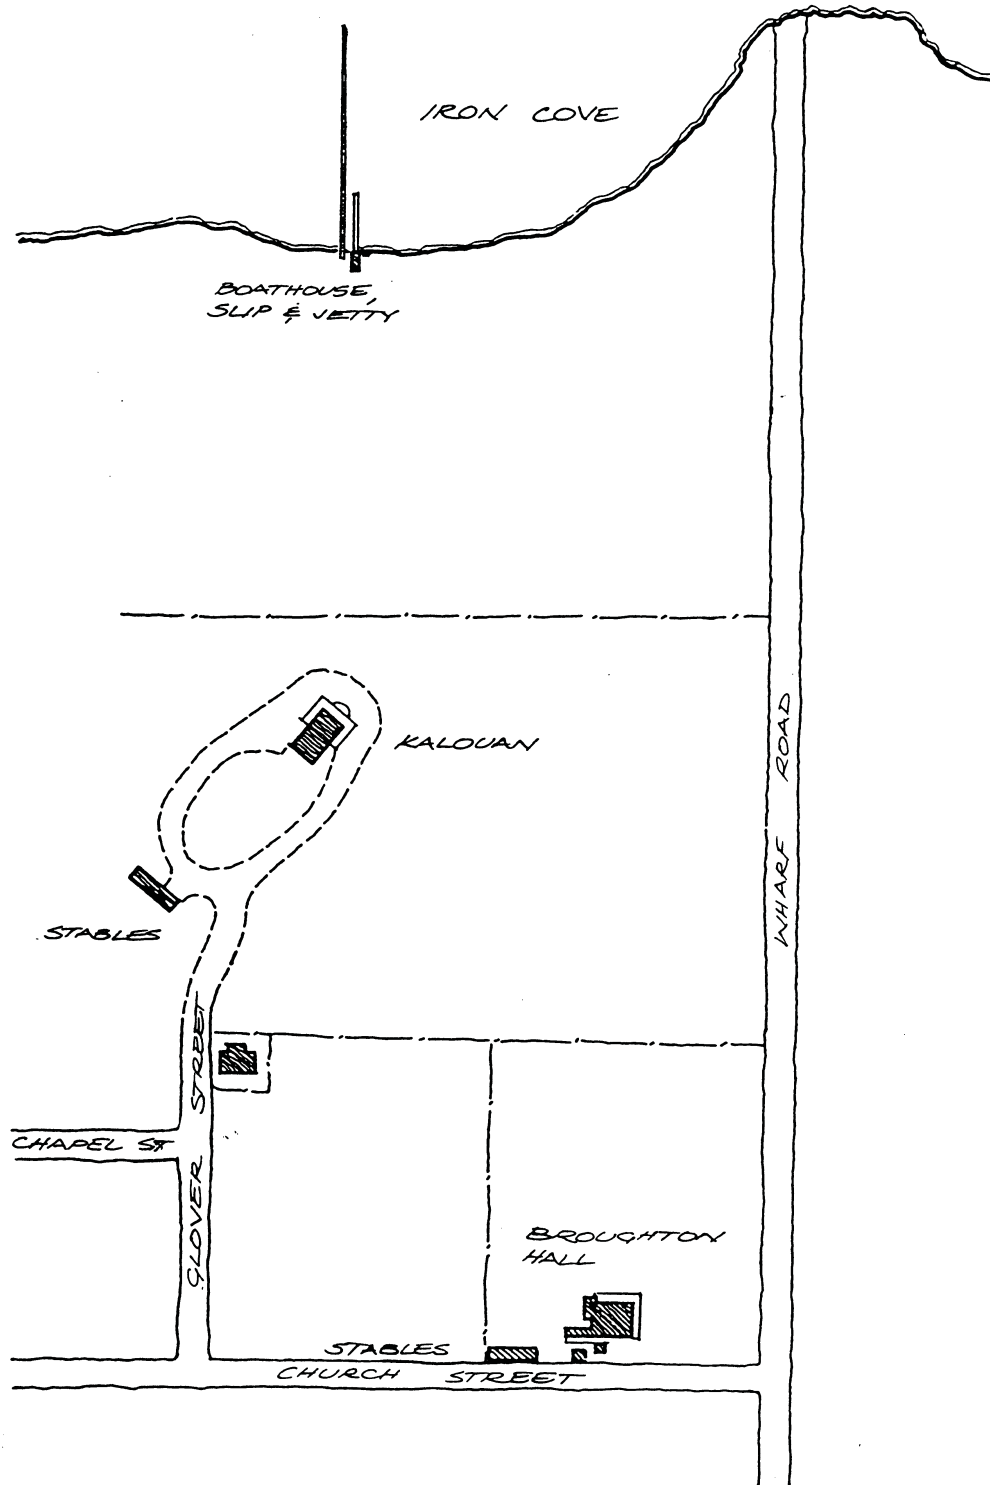 IRON COVE
BOATHOUSE,
SLIP & JETTY
KALOUAN
WHARF ROAD
STABLES
GLOVER STREET
CHAPEL ST
BROUGHTON
HALL
STABLES
CHURCH STREET